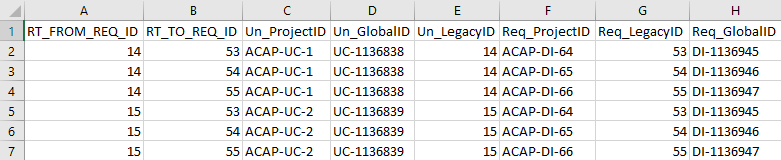 A B C D E F G H
1 RT_FROM_REQ_ID RT_TO_REQ_ID Un_ProjectID Un_GlobalID Un_LegacyID Req_ProjectID Req_LegacyID Req_GlobalID
2 14 53 ACAP-UC-1 UC-1136838 14 ACAP-DI-64 53 DI-1136945
3 14 54 ACAP-UC-1 UC-1136838 14 ACAP-DI-65 54 DI-1136946
4 14 55 ACAP-UC-1 UC-1136838 14 ACAP-DI-66 55 DI-1136947
5 15 53 ACAP-UC-2 UC-1136839 15 ACAP-DI-64 53 DI-1136945
6 15 54 ACAP-UC-2 UC-1136839 15 ACAP-DI-65 54 DI-1136946
7 15 55 ACAP-UC-2 UC-1136839 15 ACAP-DI-66 55 DI-1136947